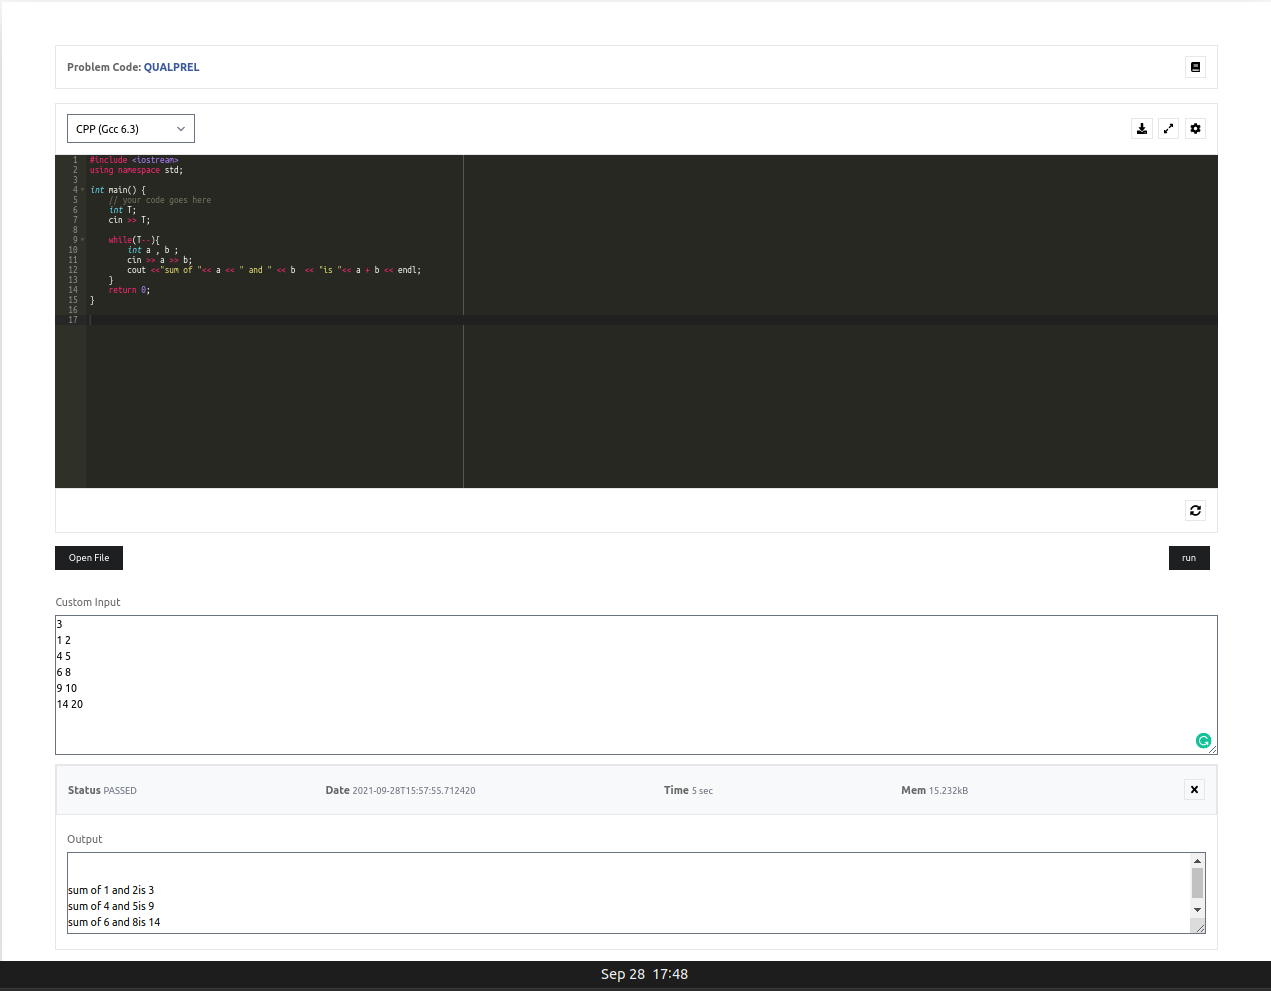 Problem Code: QUALPREL
CPP (Gcc 6.3)
1 #include <iostream>
2 using namespace std;
3
4 int main() {
5 // your code goes here
6 int T;
7 cin >> T;
8
9 while(T--){
10 int a , b ;
11 cin >> a >> b;
12 cout <<"sum of "<< a << " and " << b  << "is "<< a + b << endl;
13 }
14 return 0;
15 }
16
17
Open File
run
Custom Input
3
1 2
4 5
6 8
9 10
14 20
Status PASSED Date 2021-09-28T15:57:55.712420 Time 5 sec Mem 15.232kB
Output
sum of 1 and 2is 3
sum of 4 and 5is 9
sum of 6 and 8is 14
Sep 28 17:48